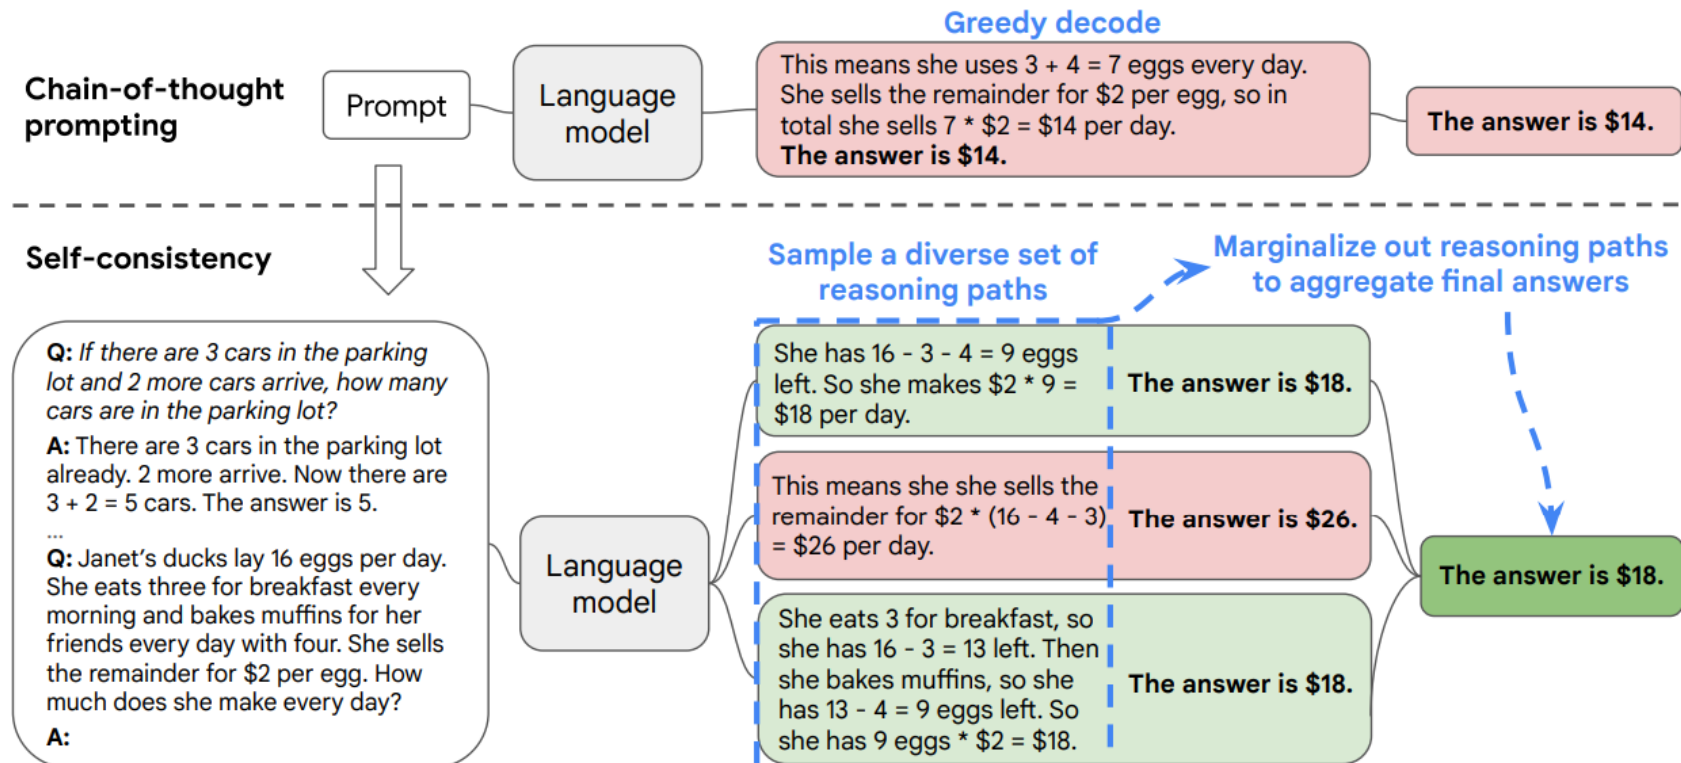 Greedy decode
Chain-of-thought
prompting
Prompt
Language
model
This means she uses 3 + 4 = 7 eggs every day.
She sells the remainder for $2 per egg, so in
total she sells 7 * $2 = $14 per day.
The answer is $14.
The answer is $14.
Self-consistency
Sample a diverse set of
reasoning paths
Marginalize out reasoning paths
to aggregate final answers
Q: If there are 3 cars in the parking
lot and 2 more cars arrive, how many
cars are in the parking lot?
A: There are 3 cars in the parking lot
already. 2 more arrive. Now there are
3 + 2 = 5 cars. The answer is 5.
...
Q: Janet’s ducks lay 16 eggs per day.
She eats three for breakfast every
morning and bakes muffins for her
friends every day with four. She sells
the remainder for $2 per egg. How
much does she make every day?
A:
Language
model
She has 16 - 3 - 4 = 9 eggs
left. So she makes $2 * 9 =
$18 per day.
The answer is $18.
This means she she sells the
remainder for $2 * (16 - 4 - 3)
= $26 per day.
The answer is $26.
She eats 3 for breakfast, so
she has 16 - 3 = 13 left. Then
she bakes muffins, so she
has 13 - 4 = 9 eggs left. So
she has 9 eggs * $2 = $18.
The answer is $18.
The answer is $18.